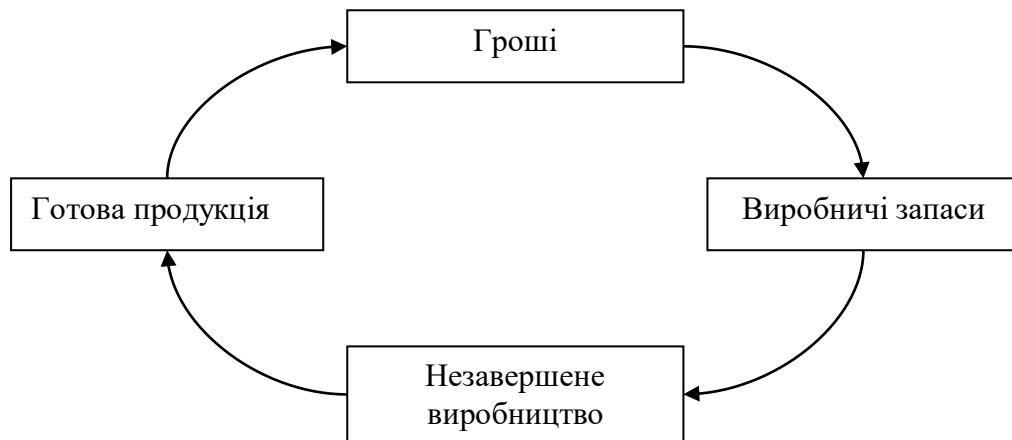 Гроші
Готова продукція
Виробничі запаси
Незавершене
виробництво